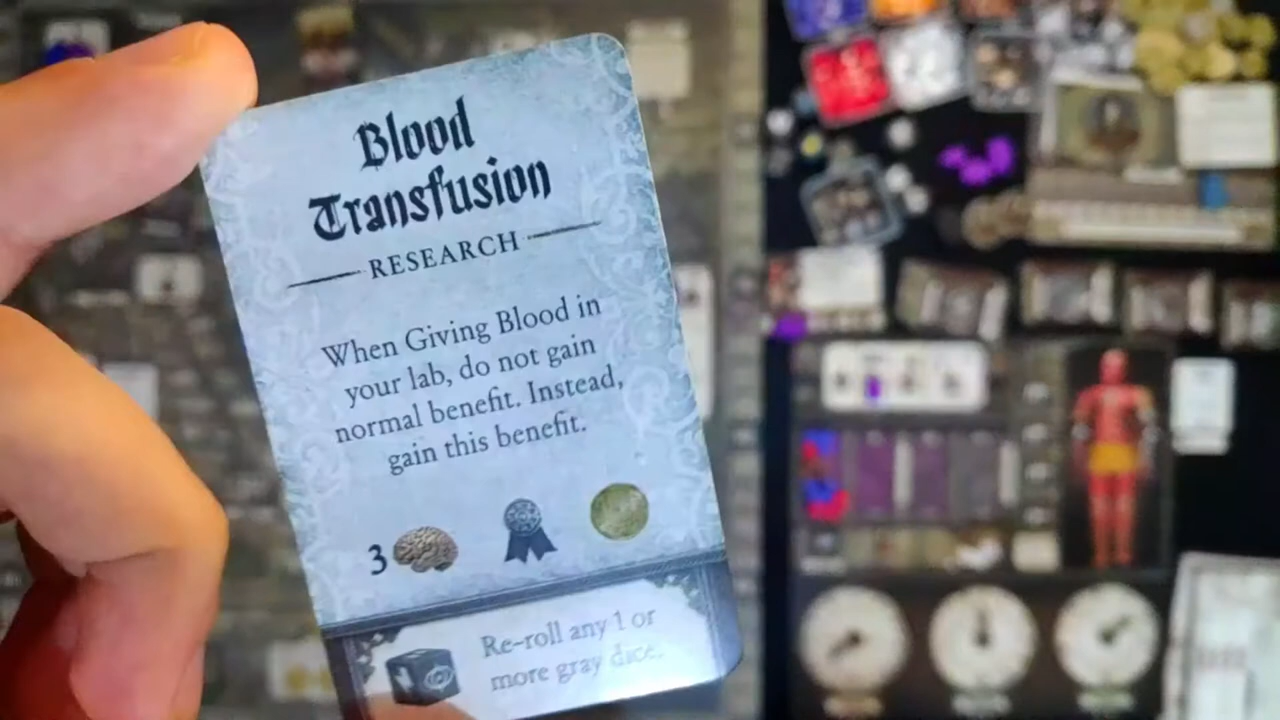 Blood
Transfusion
RESEARCH
When Giving Blood in
your lab, do not gain
normal benefit. Instead,
gain this benefit.
3
Re-roll any 1 or
more gray dice.